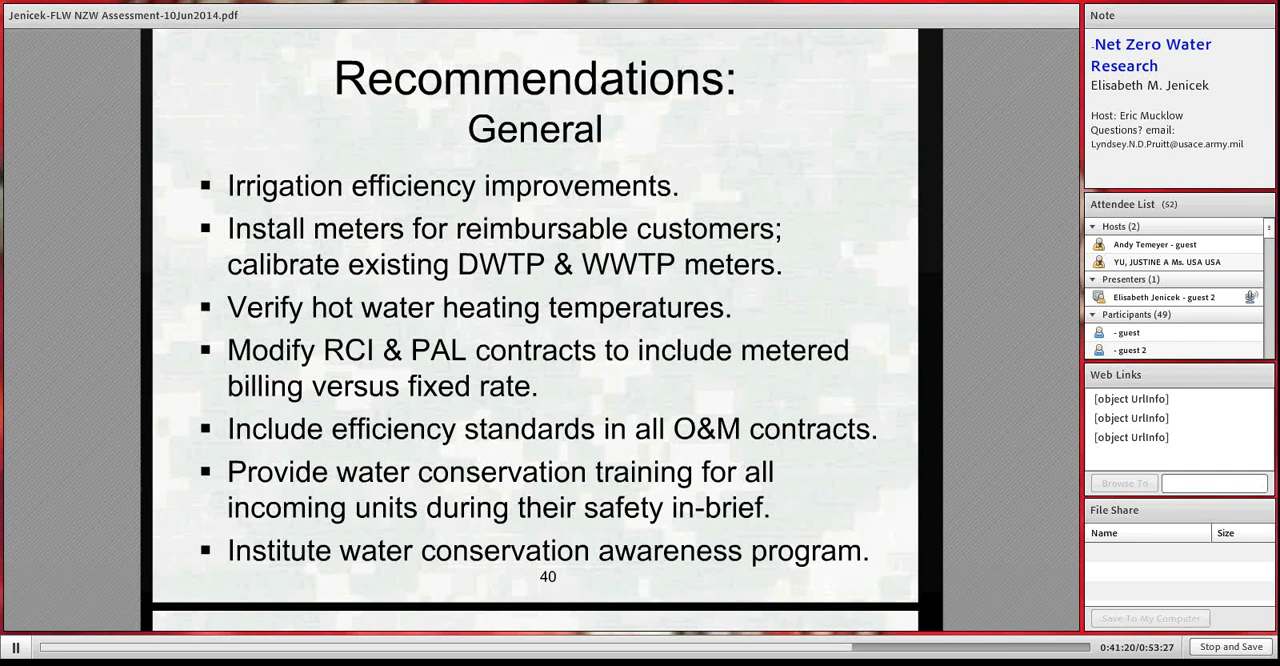 Jenicek-FLW NZW Assessment-10Jun2014.pdf
Recommendations:
General
▪ Irrigation efficiency improvements.
▪ Install meters for reimbursable customers;
calibrate existing DWTP & WWTP meters.
▪ Verify hot water heating temperatures.
▪ Modify RCI & PAL contracts to include metered
billing versus fixed rate.
▪ Include efficiency standards in all O&M contracts.
▪ Provide water conservation training for all
incoming units during their safety in-brief.
▪ Institute water conservation awareness program.
40
Note
-Net Zero Water
Research
Elisabeth M. Jenicek
Host: Eric Mucklow
Questions? email:
Lyndsey.N.D.Pruitt@usace.army.mil
Attendee List (52)
Hosts (2)
Andy Temeyer - guest
YU, JUSTINE A Ms. USA USA
Presenters (1)
Elisabeth Jenicek - guest 2
Participants (49)
- guest
- guest 2
Web Links
[object UrlInfo]
[object UrlInfo]
[object UrlInfo]
Browse To
File Share
Name Size
Save To My Computer
0:41:20/0:53:27 Stop and Save